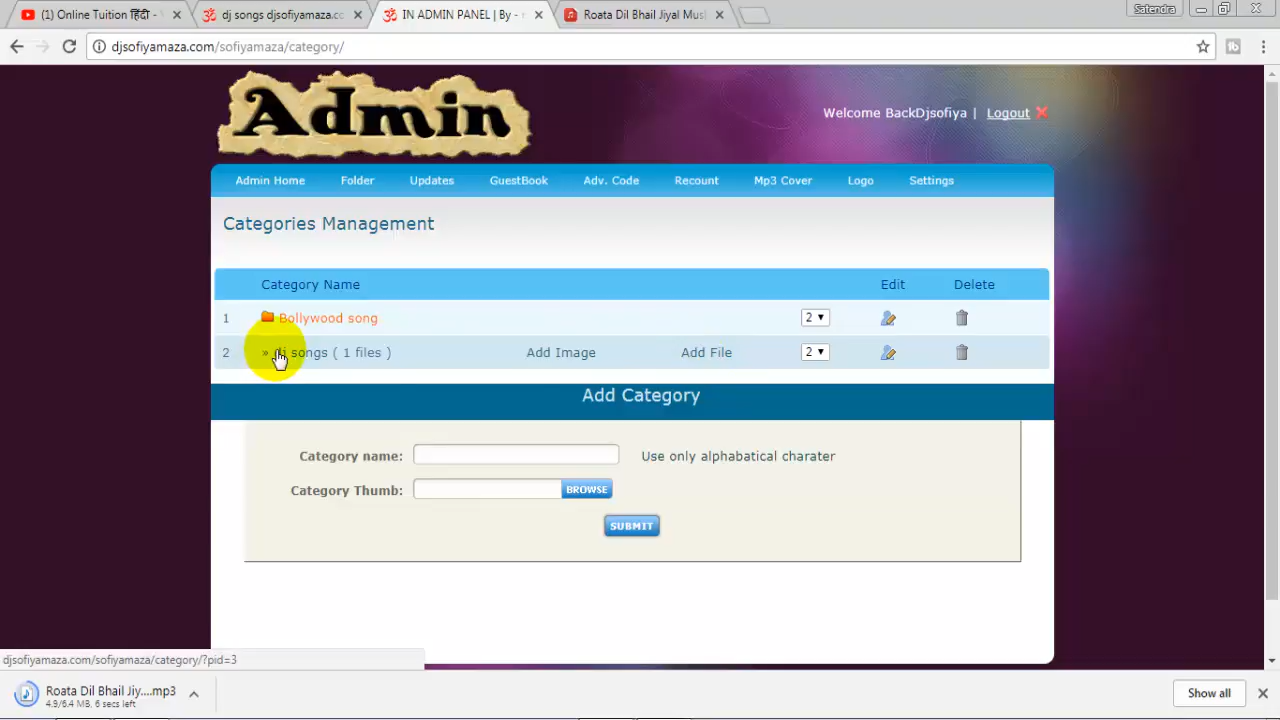 (1) Online Tuition हिंदी -
dj songs djsofiyamaza.co
IN ADMIN PANEL | By -
Roata Dil Bhail Jiyal Mus
Satendra
djsofiyamaza.com/sofiyamaza/category/
Admin
Welcome BackDjsofiya | Logout
Admin Home Folder Updates GuestBook Adv. Code Recount Mp3 Cover Logo Settings
Categories Management
Category Name Edit Delete
1 Bollywood song 2
2 » dj songs ( 1 files ) Add Image Add File 2
Add Category
Category name: Use only alphabatical charater
Category Thumb: BROWSE
SUBMIT
djsofiyamaza.com/sofiyamaza/category/?pid=3
Roata Dil Bhail Jiy....mp3
4.9/6.4 MB, 6 secs left
Show all